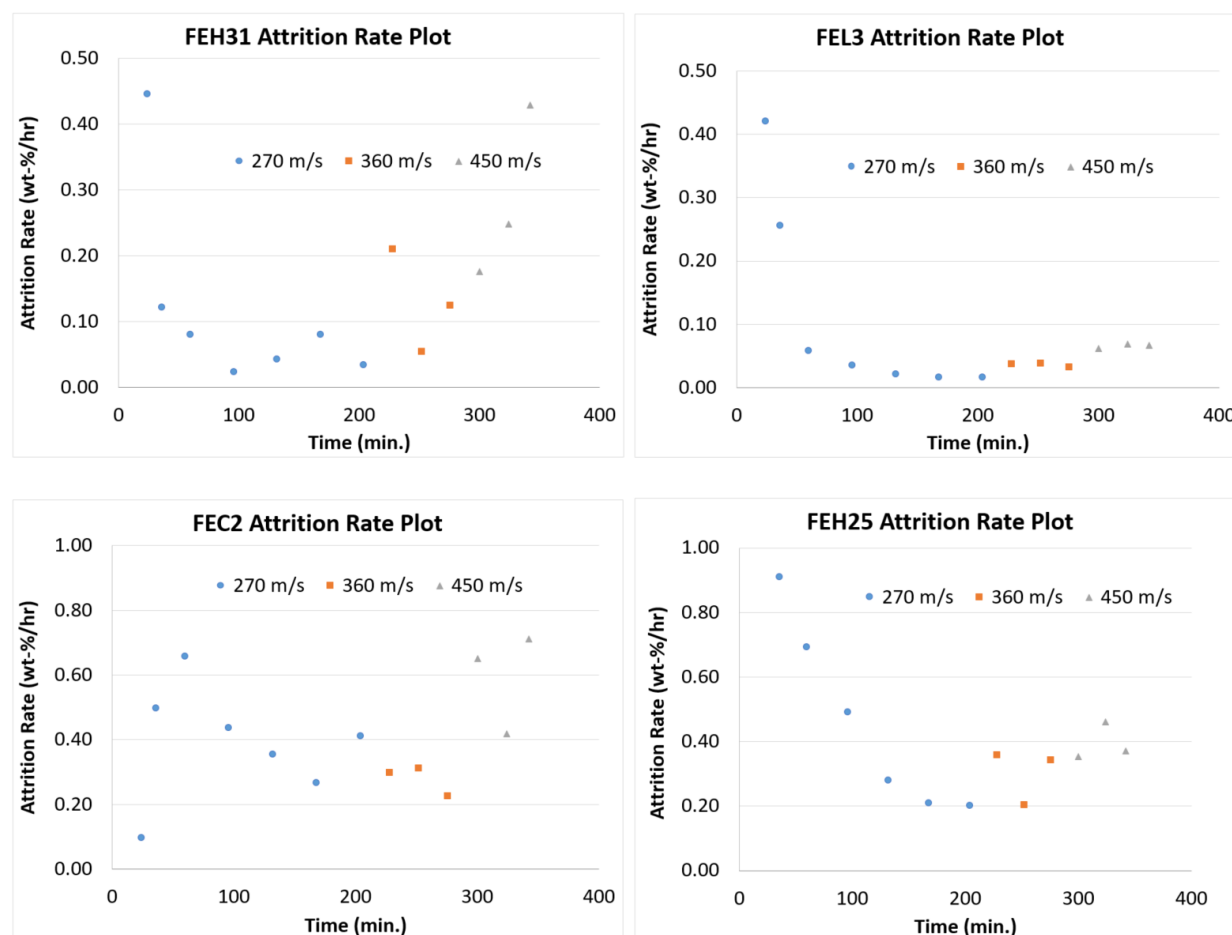 FEH31 Attrition Rate Plot
0.50
0.40
0.30
0.20
0.10
0.00
Attrition Rate (wt-%/hr)
270 m/s 360 m/s 450 m/s
0 100 200 300 400
Time (min.)
FEL3 Attrition Rate Plot
0.50
0.40
0.30
0.20
0.10
0.00
Attrition Rate (wt-%/hr)
270 m/s 360 m/s 450 m/s
0 100 200 300 400
Time (min.)
FEC2 Attrition Rate Plot
1.00
0.80
0.60
0.40
0.20
0.00
Attrition Rate (wt-%/hr)
270 m/s 360 m/s 450 m/s
0 100 200 300 400
Time (min.)
FEH25 Attrition Rate Plot
1.00
0.80
0.60
0.40
0.20
0.00
Attrition Rate (wt-%/hr)
270 m/s 360 m/s 450 m/s
0 100 200 300 400
Time (min.)